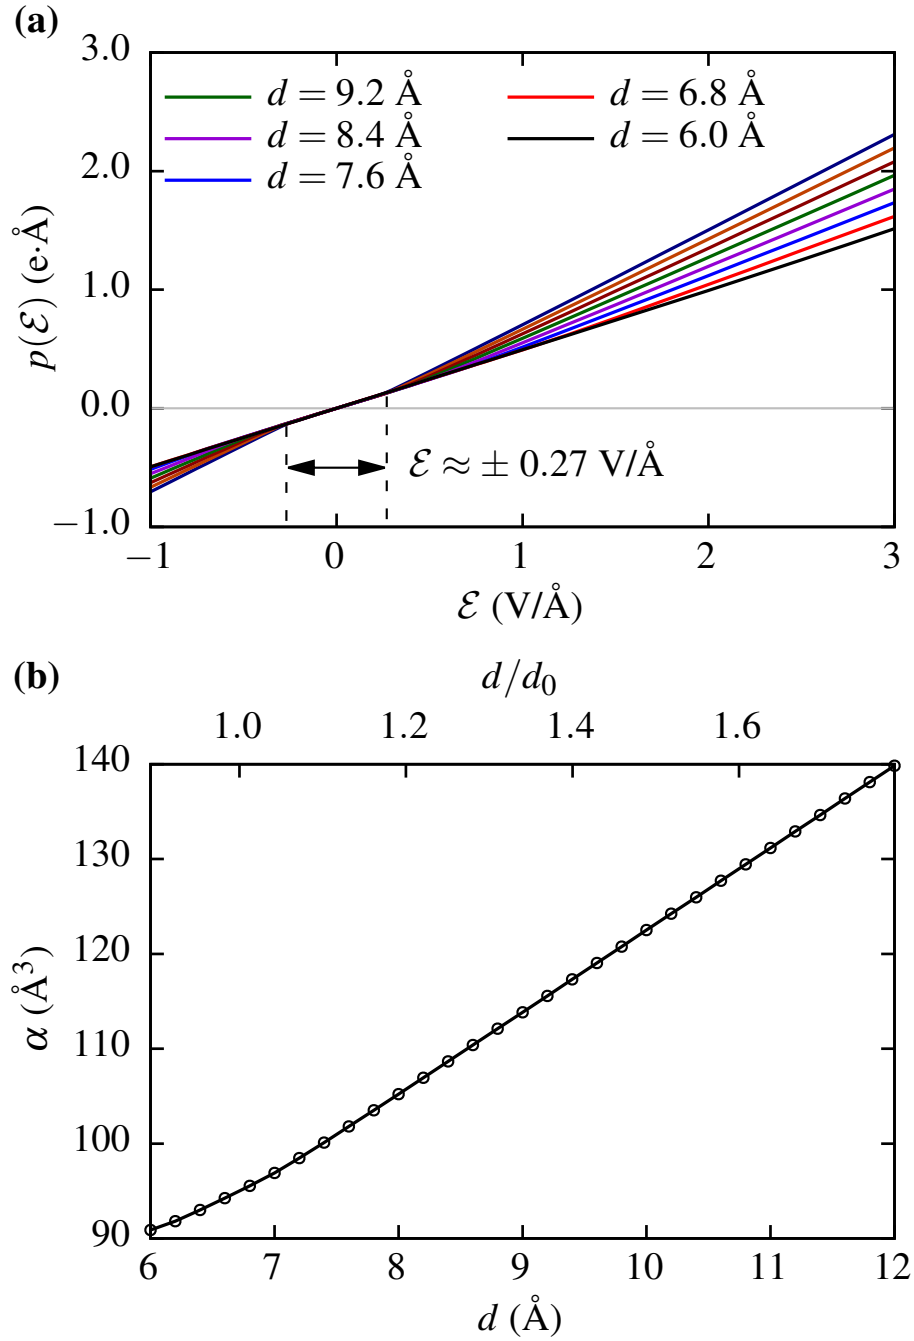 (a)
3.0
2.0
1.0
0.0
−1.0
d = 9.2 Å
d = 8.4 Å
d = 7.6 Å
d = 6.8 Å
d = 6.0 Å
p(ℰ) (e·Å)
ℰ ≈ ± 0.27 V/Å
−1 0 1 2 3
ℰ (V/Å)
(b)
d/d₀
1.0 1.2 1.4 1.6
140
130
120
110
100
90
α (Å³)
6 7 8 9 10 11 12
d (Å)